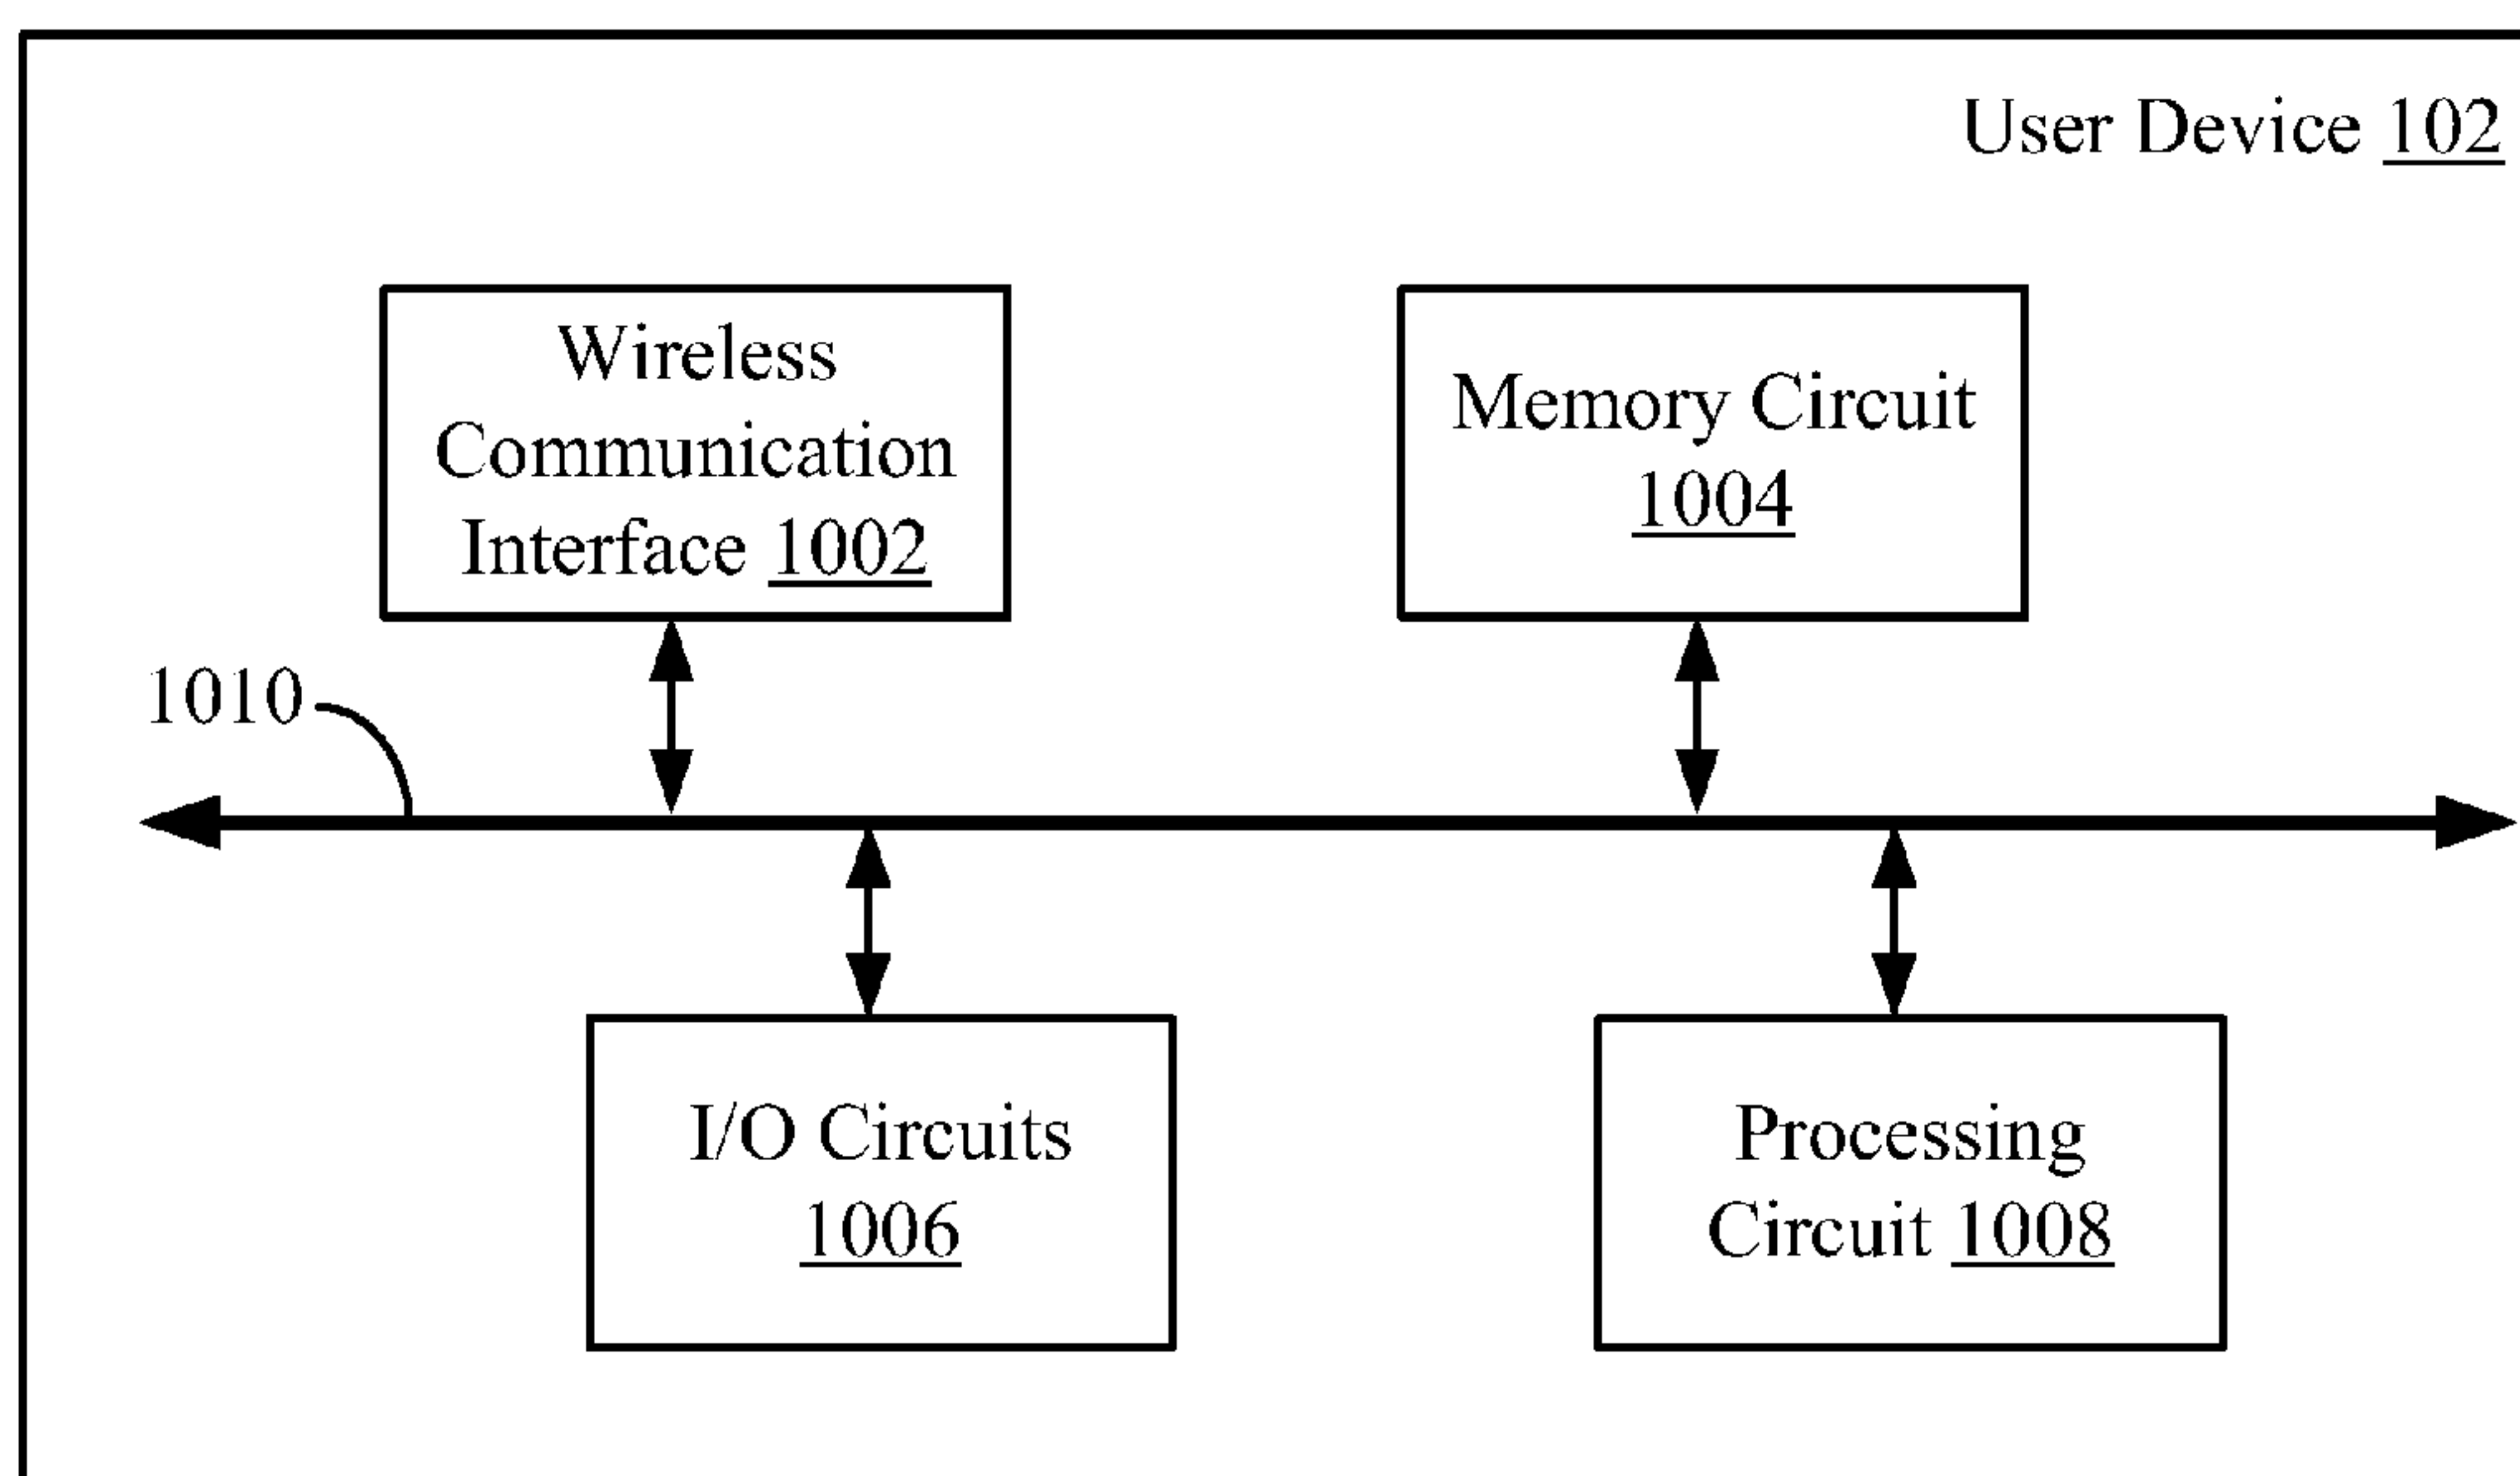 User Device 102
Wireless
Communication
Interface 1002
Memory Circuit
1004
1010
I/O Circuits
1006
Processing
Circuit 1008